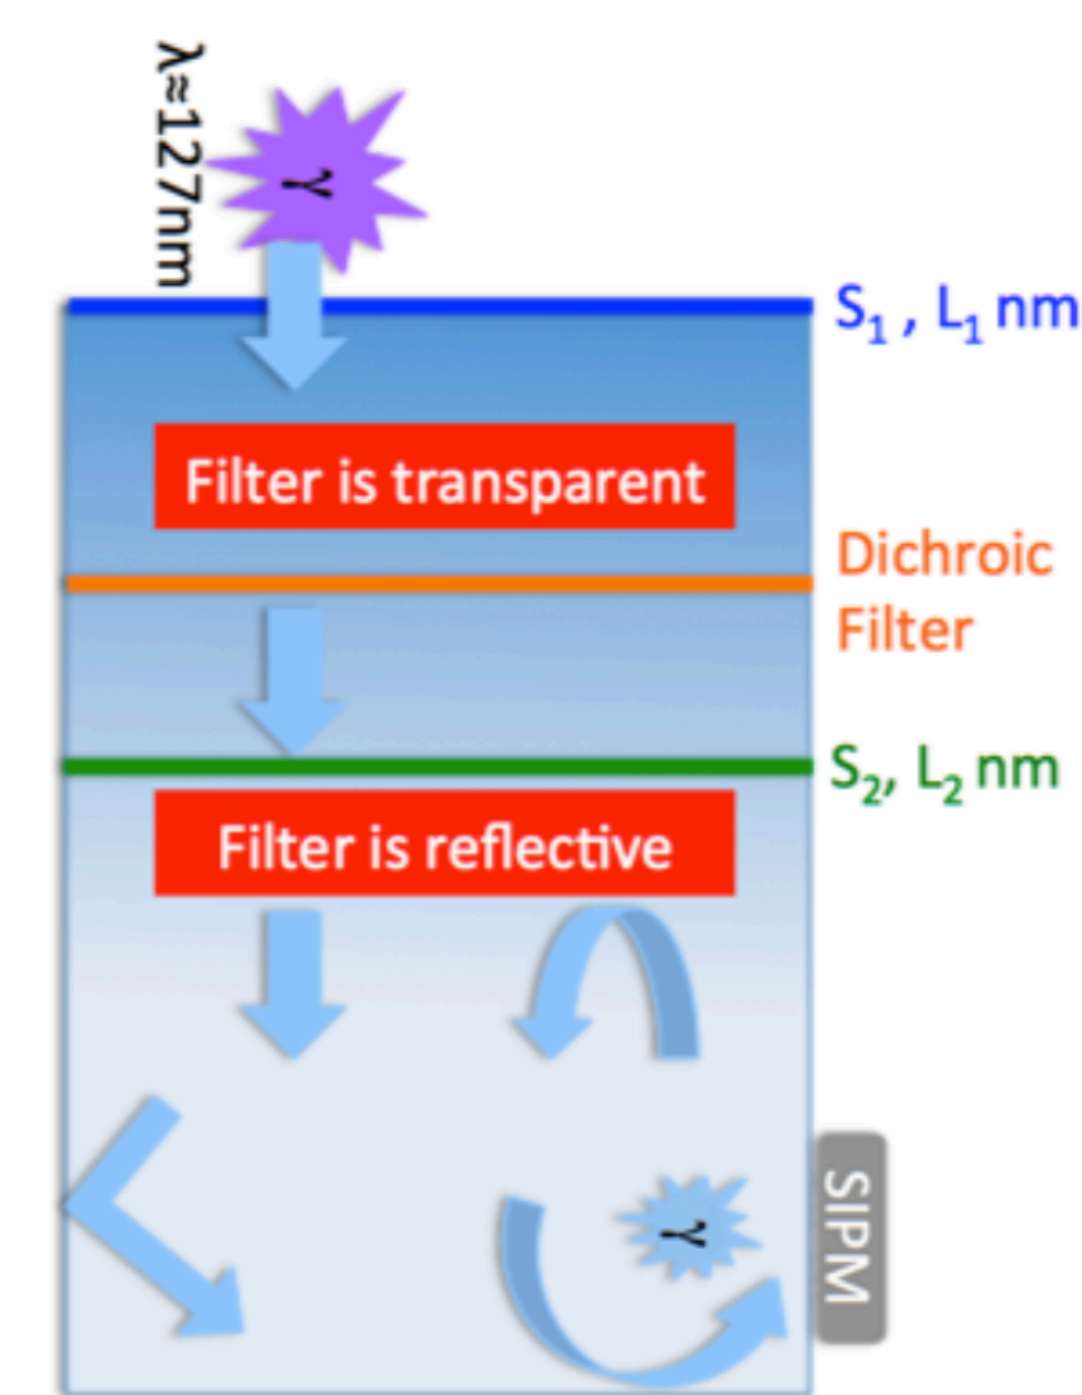 λ≈127nm
γ
S₁ , L₁ nm
Filter is transparent
Dichroic
Filter
S₂, L₂ nm
Filter is reflective
γ
SIPM